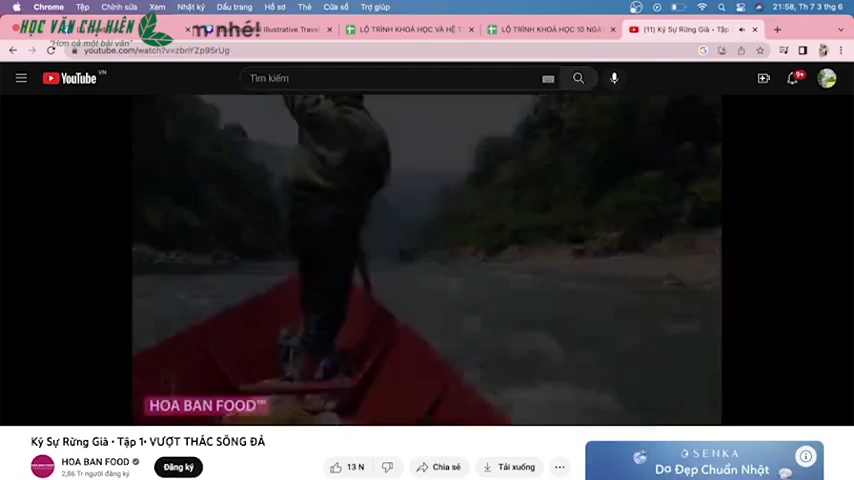 Chrome Tệp Chỉnh sửa Xem Nhật ký Dấu trang Hồ sơ Thẻ Cửa sổ Trợ giúp 21:58, Th 7 3 thg 6
HỌC VĂN CHỊ HIÊN
"Hơn cả một bài văn"
m nhé!
Illustrative Travel
LỘ TRÌNH KHOÁ HỌC VÀ HỆ T
LỘ TRÌNH KHOÁ HỌC 10 NGÀY
(11) Ký Sự Rừng Già • Tập
youtube.com/watch?v=zbnYZp95rUg
YouTube VN
Tìm kiếm
9+
HOA BAN FOOD™
Ký Sự Rừng Già • Tập 1• VƯỢT THÁC SÔNG ĐÀ
HOA BAN FOOD
2,86 Tr người đăng ký
Đăng ký
13 N
Chia sẻ
Tải xuống
SENKA
Da Đẹp Chuẩn Nhật